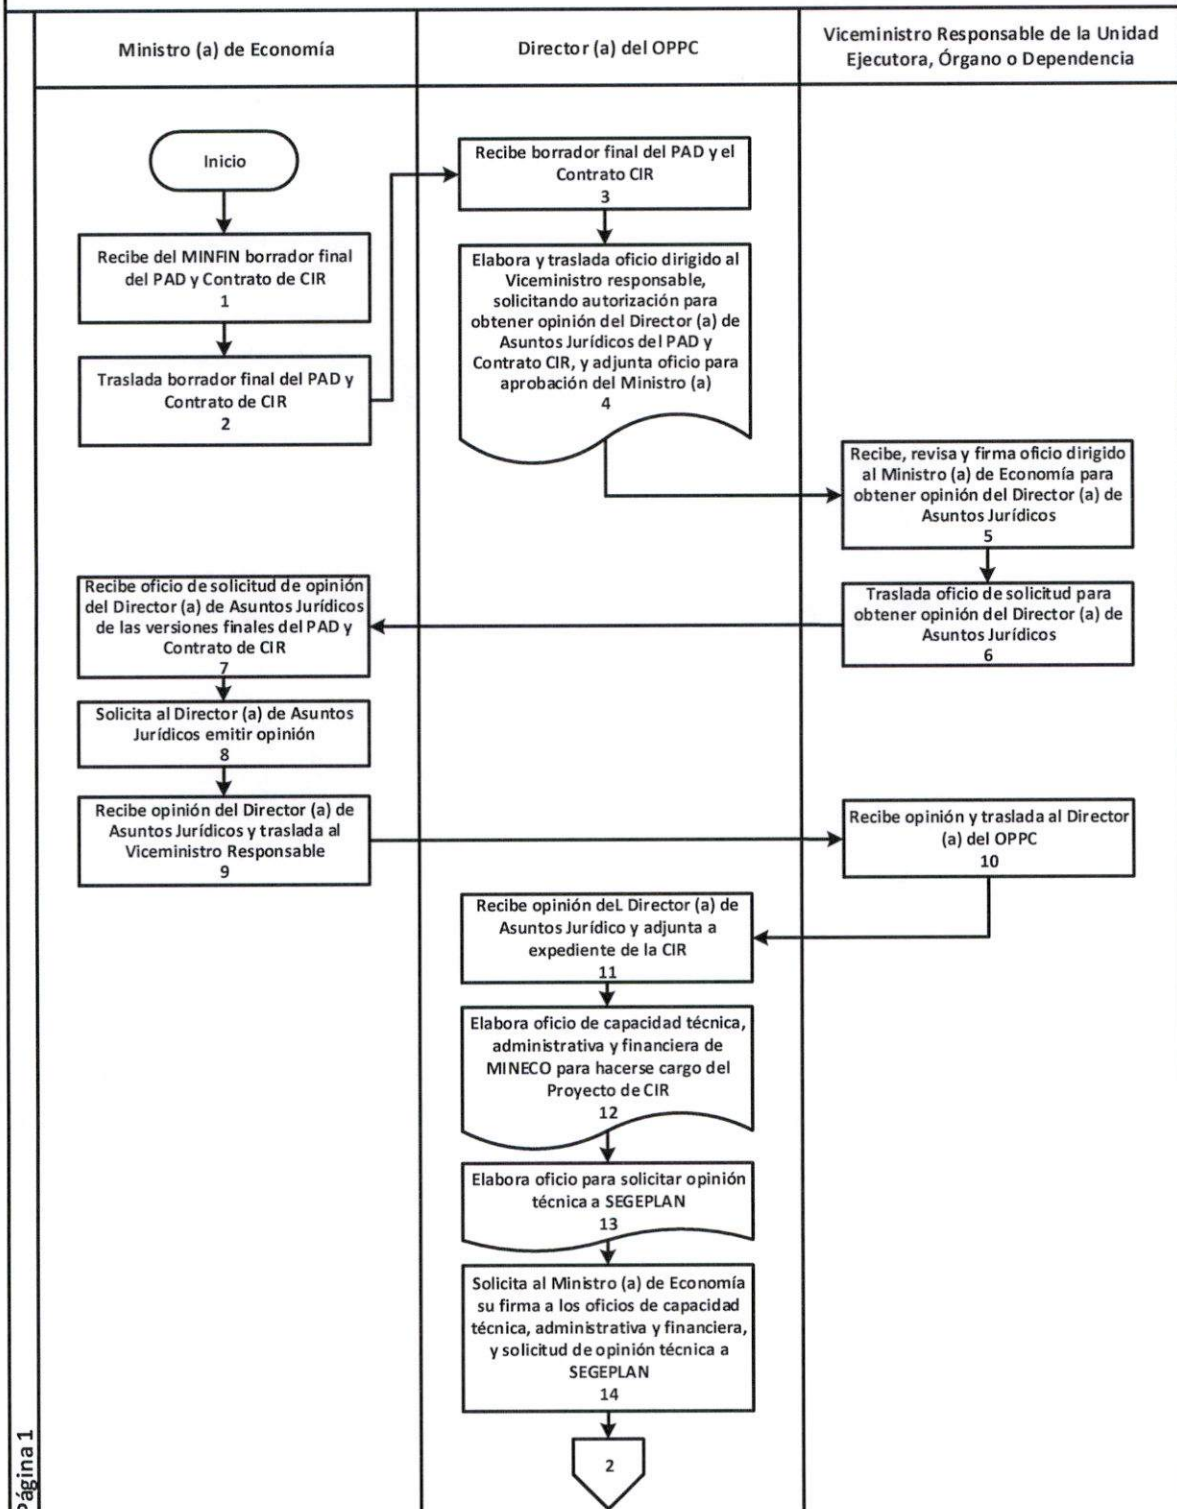 Ministro (a) de Economía
Director (a) del OPPC
Viceministro Responsable de la Unidad
Ejecutora, Órgano o Dependencia
Inicio
Recibe del MINFIN borrador final
del PAD y Contrato de CIR
1
Traslada borrador final del PAD y
Contrato de CIR
2
Recibe borrador final del PAD y el
Contrato CIR
3
Elabora y traslada oficio dirigido al
Viceministro responsable,
solicitando autorización para
obtener opinión del Director (a) de
Asuntos Jurídicos del PAD y
Contrato CIR, y adjunta oficio para
aprobación del Ministro (a)
4
Recibe, revisa y firma oficio dirigido
al Ministro (a) de Economía para
obtener opinión del Director (a) de
Asuntos Jurídicos
5
Traslada oficio de solicitud para
obtener opinión del Director (a) de
Asuntos Jurídicos
6
Recibe oficio de solicitud de opinión
del Director (a) de Asuntos Jurídicos
de las versiones finales del PAD y
Contrato de CIR
7
Solicita al Director (a) de Asuntos
Jurídicos emitir opinión
8
Recibe opinión del Director (a) de
Asuntos Jurídicos y traslada al
Viceministro Responsable
9
Recibe opinión y traslada al Director
(a) del OPPC
10
Recibe opinión deL Director (a) de
Asuntos Jurídico y adjunta a
expediente de la CIR
11
Elabora oficio de capacidad técnica,
administrativa y financiera de
MINECO para hacerse cargo del
Proyecto de CIR
12
Elabora oficio para solicitar opinión
técnica a SEGEPLAN
13
Solicita al Ministro (a) de Economía
su firma a los oficios de capacidad
técnica, administrativa y financiera,
y solicitud de opinión técnica a
SEGEPLAN
14
2
Página 1